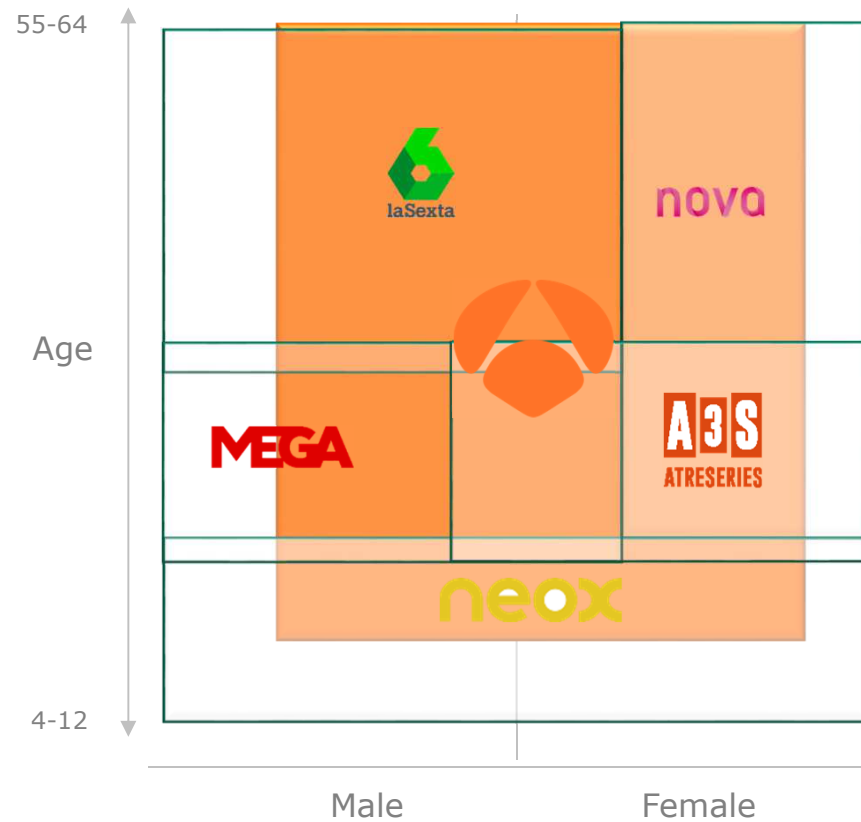 55-64
laSexta
nova
Age
MEGA
A3S
ATRESERIES
neox
4-12
Male
Female